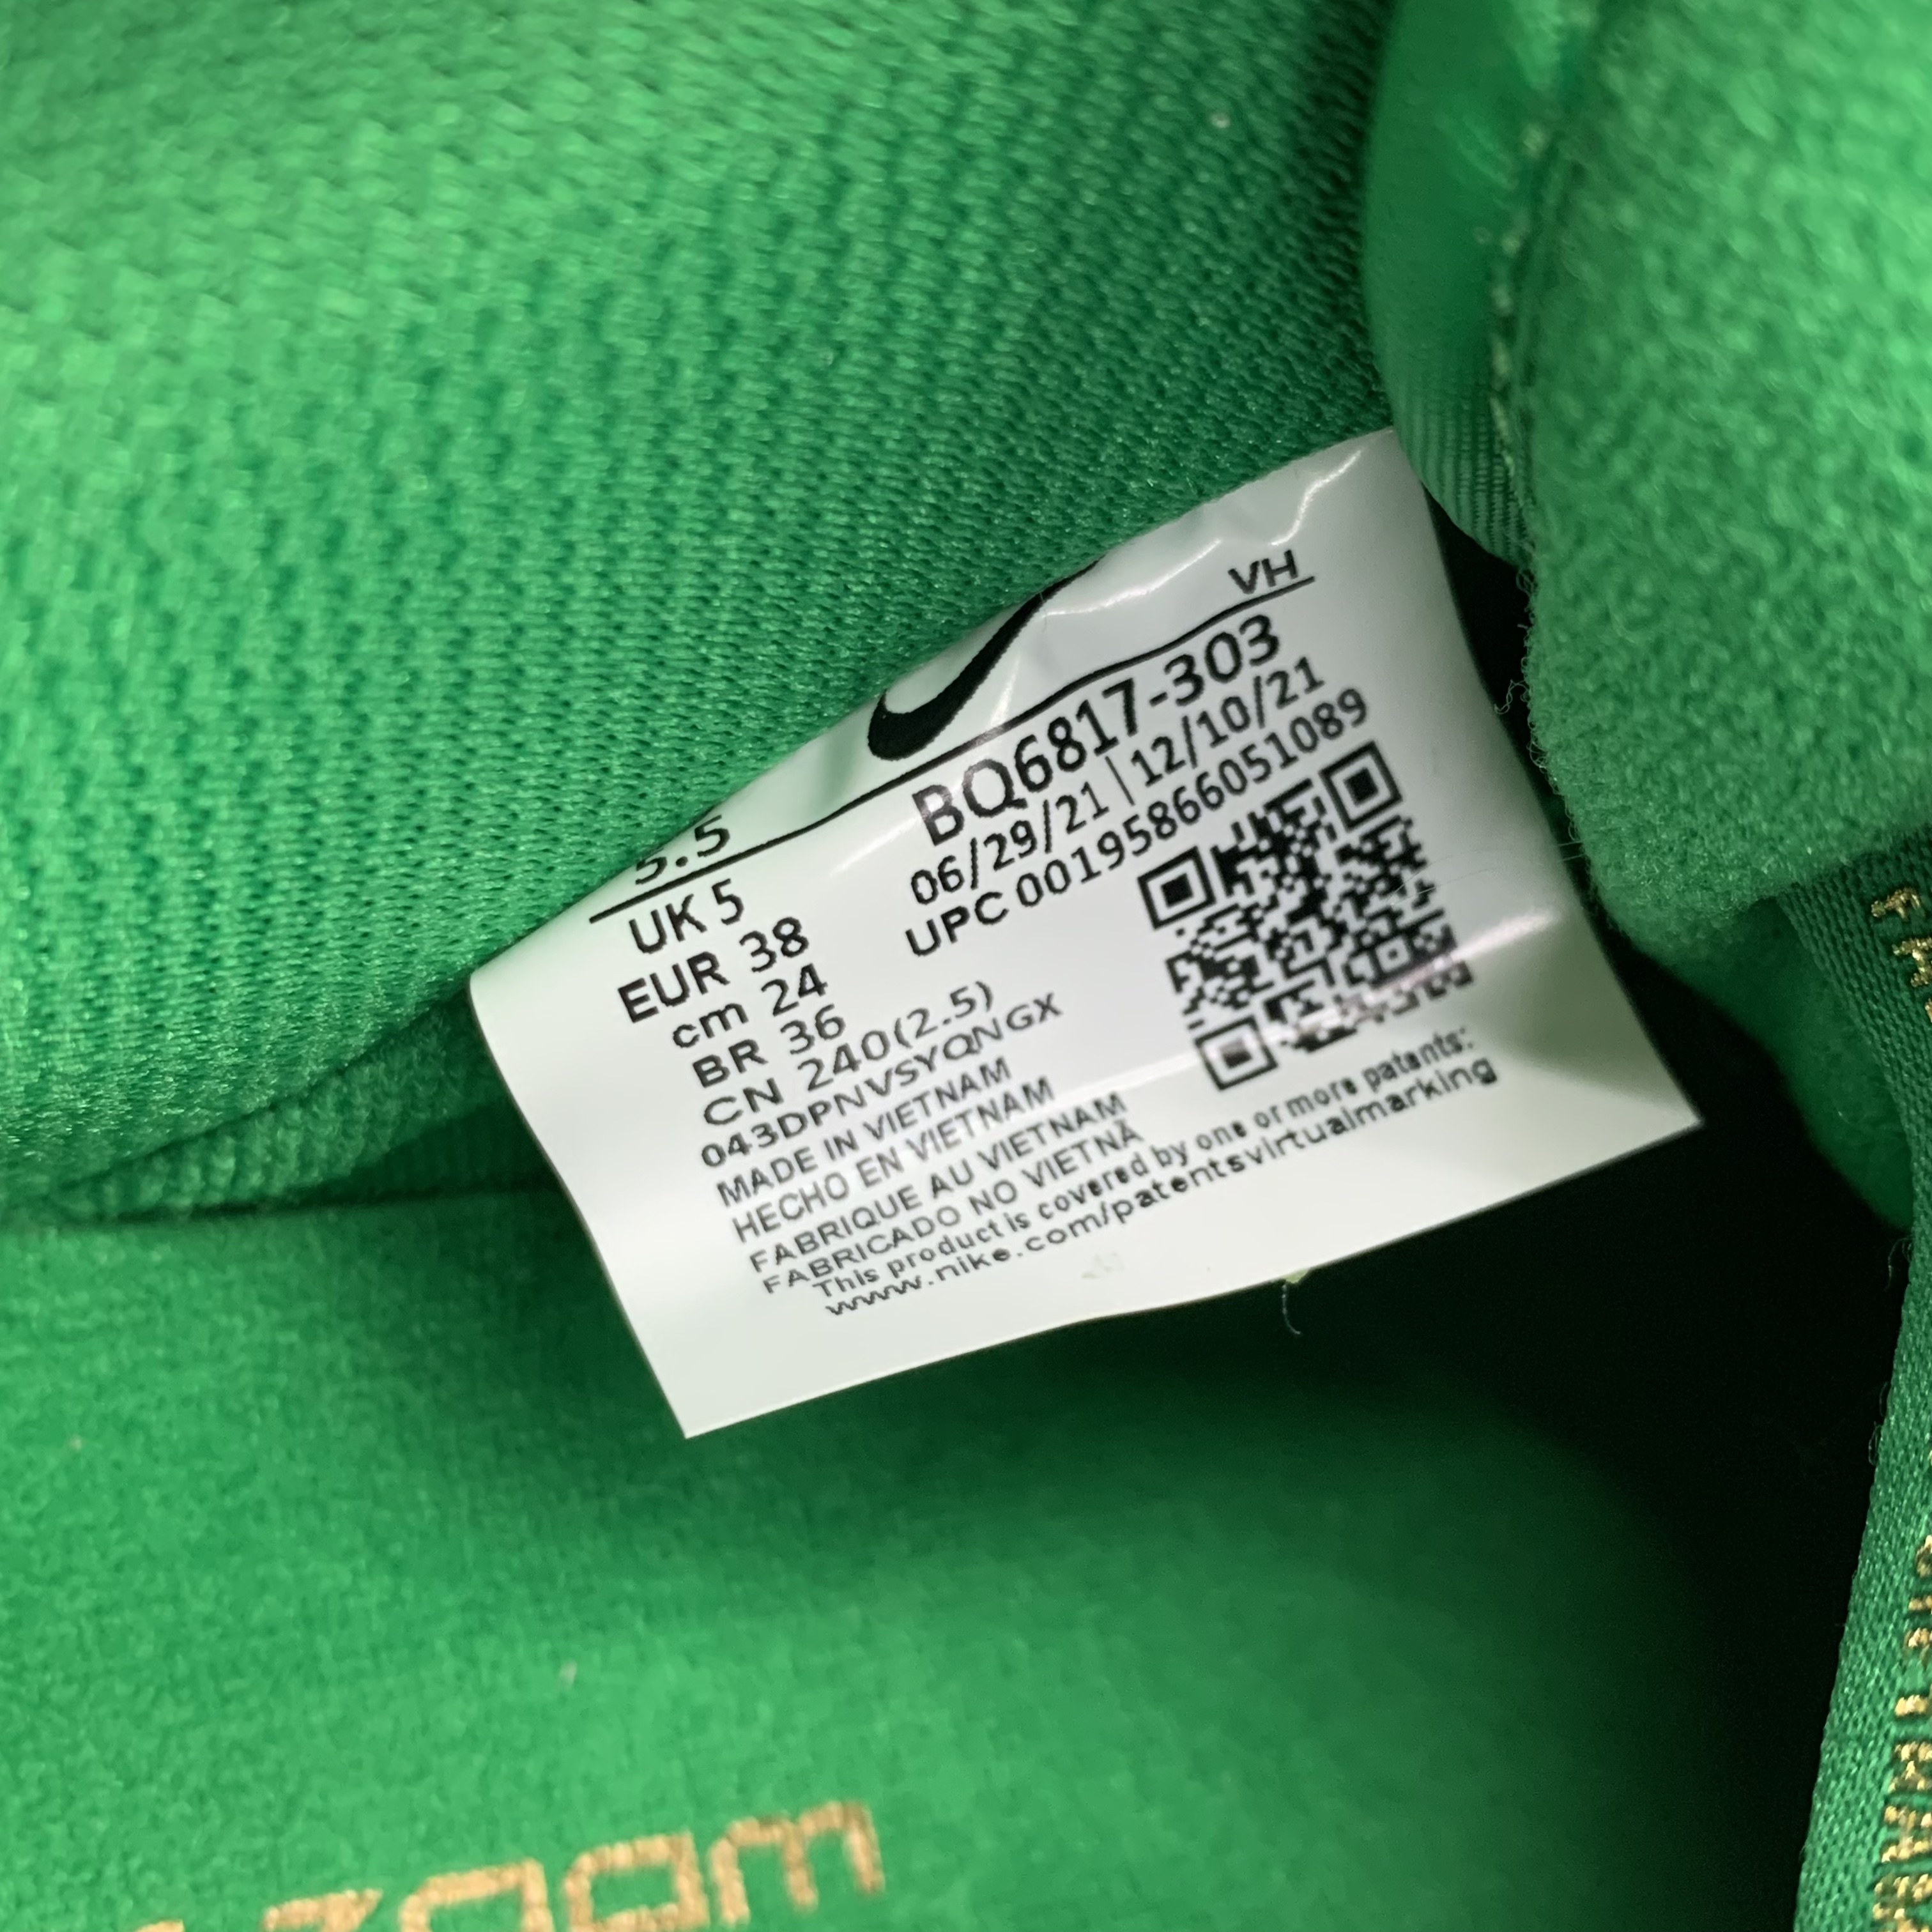 VH
5.5
BQ6817-303
06/29/21 | 12/10/21
UPC 00195866051089
UK 5
EUR 38
cm 24
BR 36
CN 240(2.5)
043DPNVSYQNGX
MADE IN VIETNAM
HECHO EN VIETNAM
FABRIQUE AU VIETNAM
FABRICADO NO VIETNÃ
This product is covered by one or more patents:
www.nike.com/patentsvirtualmarking
zoom